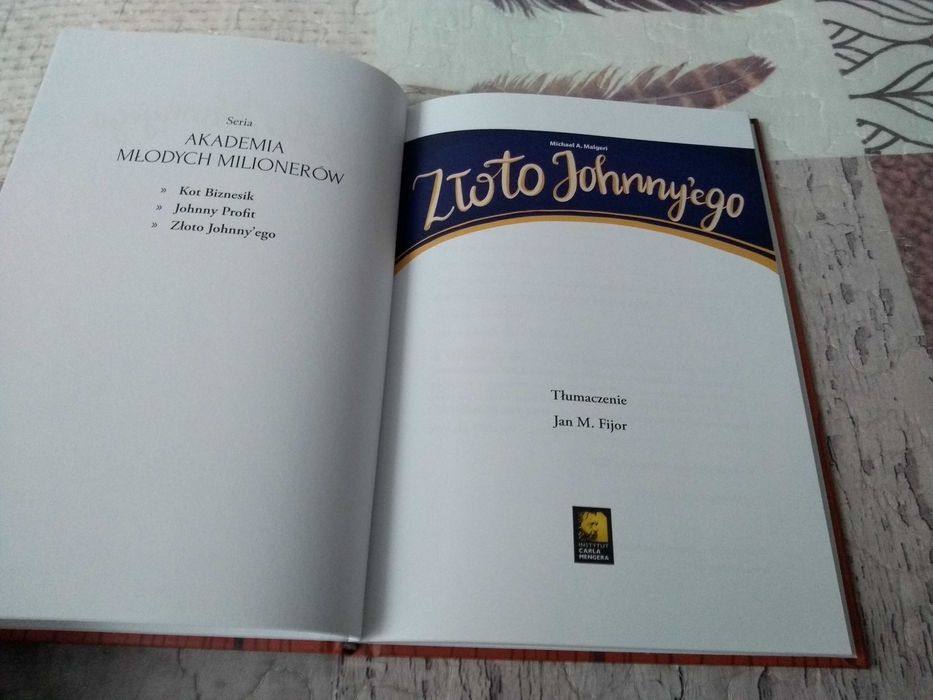 Seria
AKADEMIA
MŁODYCH MILIONERÓW
» Kot Biznesik
» Johnny Profit
» Złoto Johnny'ego
Michael A. Malgeri
Złoto Johnny'ego
Tłumaczenie
Jan M. Fijor
INSTYTUT
CARLA
MENGERA